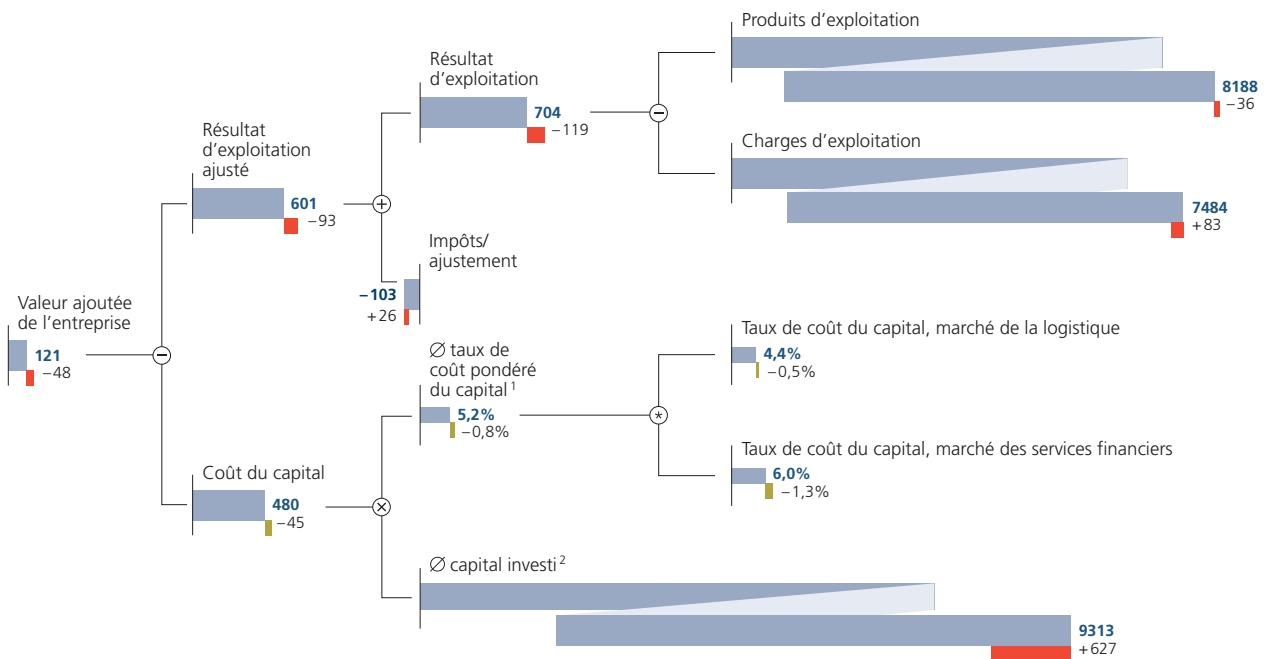 Produits d’exploitation
8188
−36
Résultat
d’exploitation
704
−119
−
Charges d’exploitation
7484
+83
Résultat
d’exploitation
ajusté
601
−93
+
Impôts/
ajustement
−103
+26
Valeur ajoutée
de l’entreprise
121
−48
−
Ø taux de
coût pondéré
du capital 1
5,2%
−0,8%
*
Taux de coût du capital, marché de la logistique
4,4%
−0,5%
Taux de coût du capital, marché des services financiers
6,0%
−1,3%
Coût du capital
480
−45
×
Ø capital investi 2
9313
+627